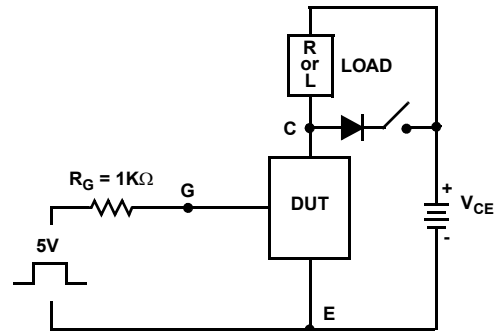 R
or
L
LOAD
C
R_G = 1KΩ
G
DUT
5V
+
V_CE
-
E